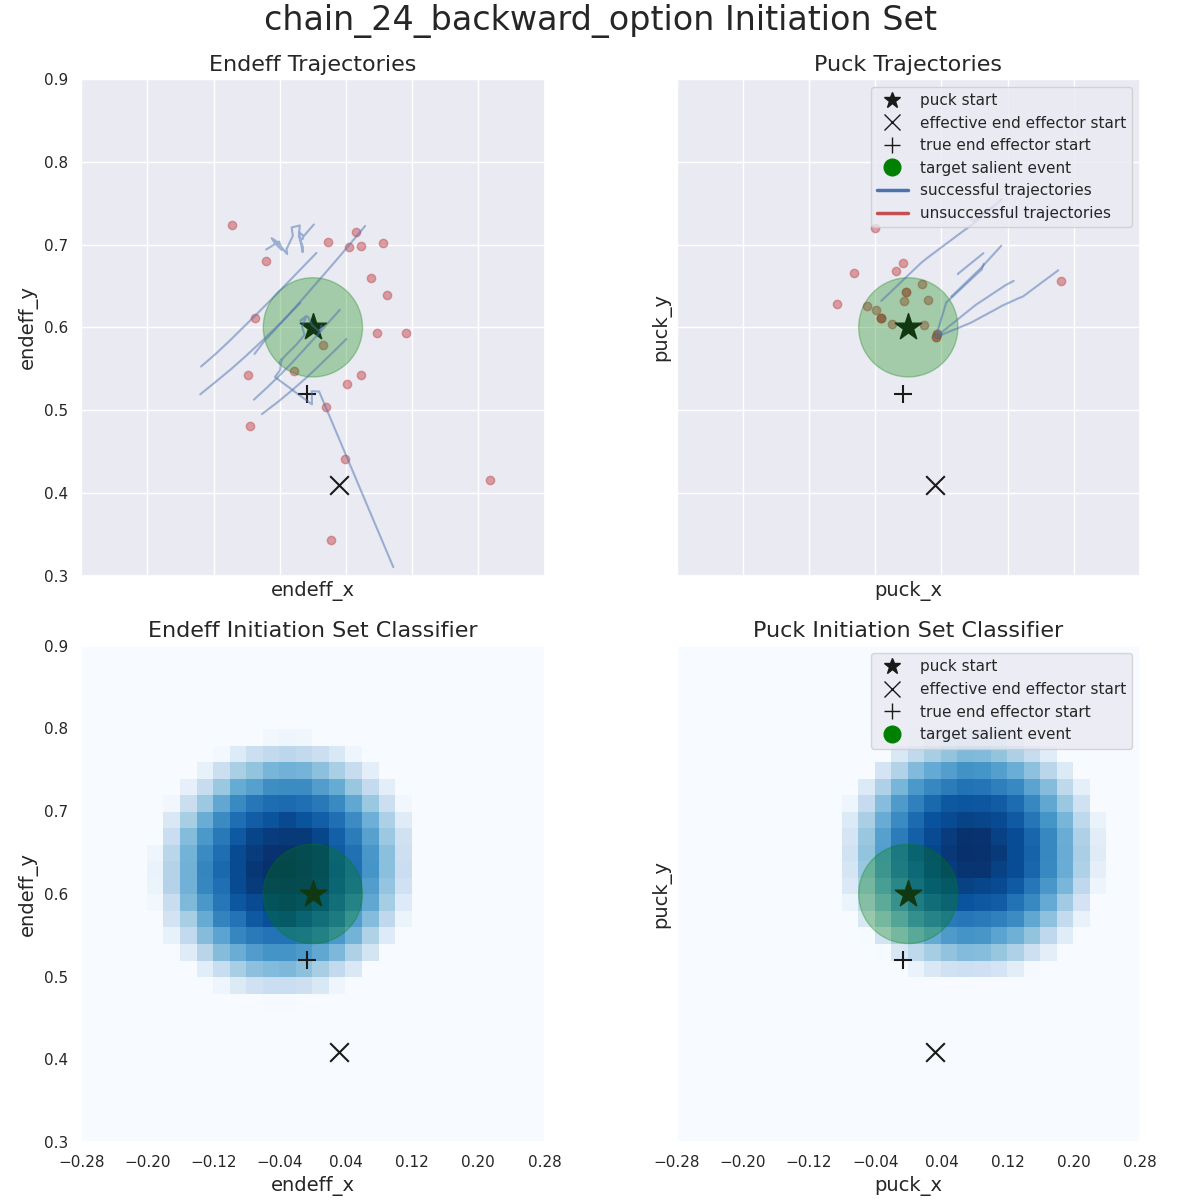 chain_24_backward_option Initiation Set
Endeff Trajectories
0.9
0.8
0.7
0.6
0.5
0.4
0.3
endeff_y
endeff_x
Puck Trajectories
puck start
effective end effector start
true end effector start
target salient event
successful trajectories
unsuccessful trajectories
puck_y
puck_x
Endeff Initiation Set Classifier
0.9
0.8
0.7
0.6
0.5
0.4
0.3
endeff_y
−0.28 −0.20 −0.12 −0.04 0.04 0.12 0.20 0.28
endeff_x
Puck Initiation Set Classifier
puck start
effective end effector start
true end effector start
target salient event
puck_y
−0.28 −0.20 −0.12 −0.04 0.04 0.12 0.20 0.28
puck_x